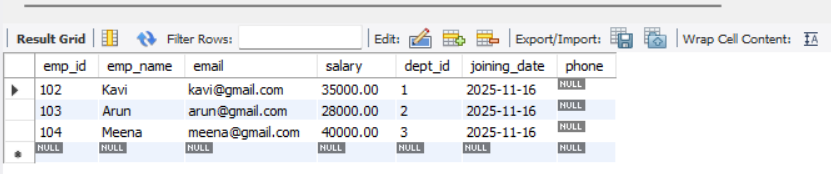 Result Grid Filter Rows: Edit: Export/Import: Wrap Cell Content: IA
emp_id emp_name email salary dept_id joining_date phone
102 Kavi kavi@gmail.com 35000.00 1 2025-11-16 NULL
103 Arun arun@gmail.com 28000.00 2 2025-11-16 NULL
104 Meena meena@gmail.com 40000.00 3 2025-11-16 NULL
NULL NULL NULL NULL NULL NULL NULL